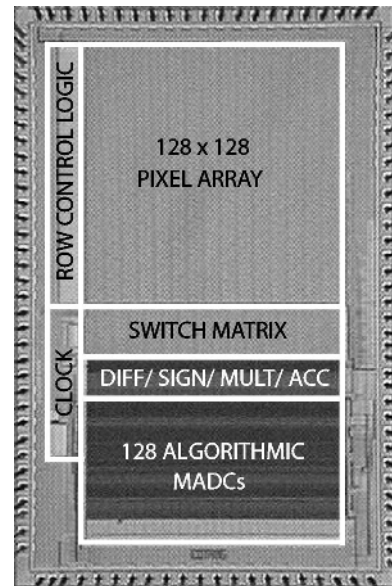 ROW CONTROL LOGIC
128 x 128
PIXEL ARRAY
CLOCK
SWITCH MATRIX
DIFF/ SIGN/ MULT/ ACC
128 ALGORITHMIC
MADCs